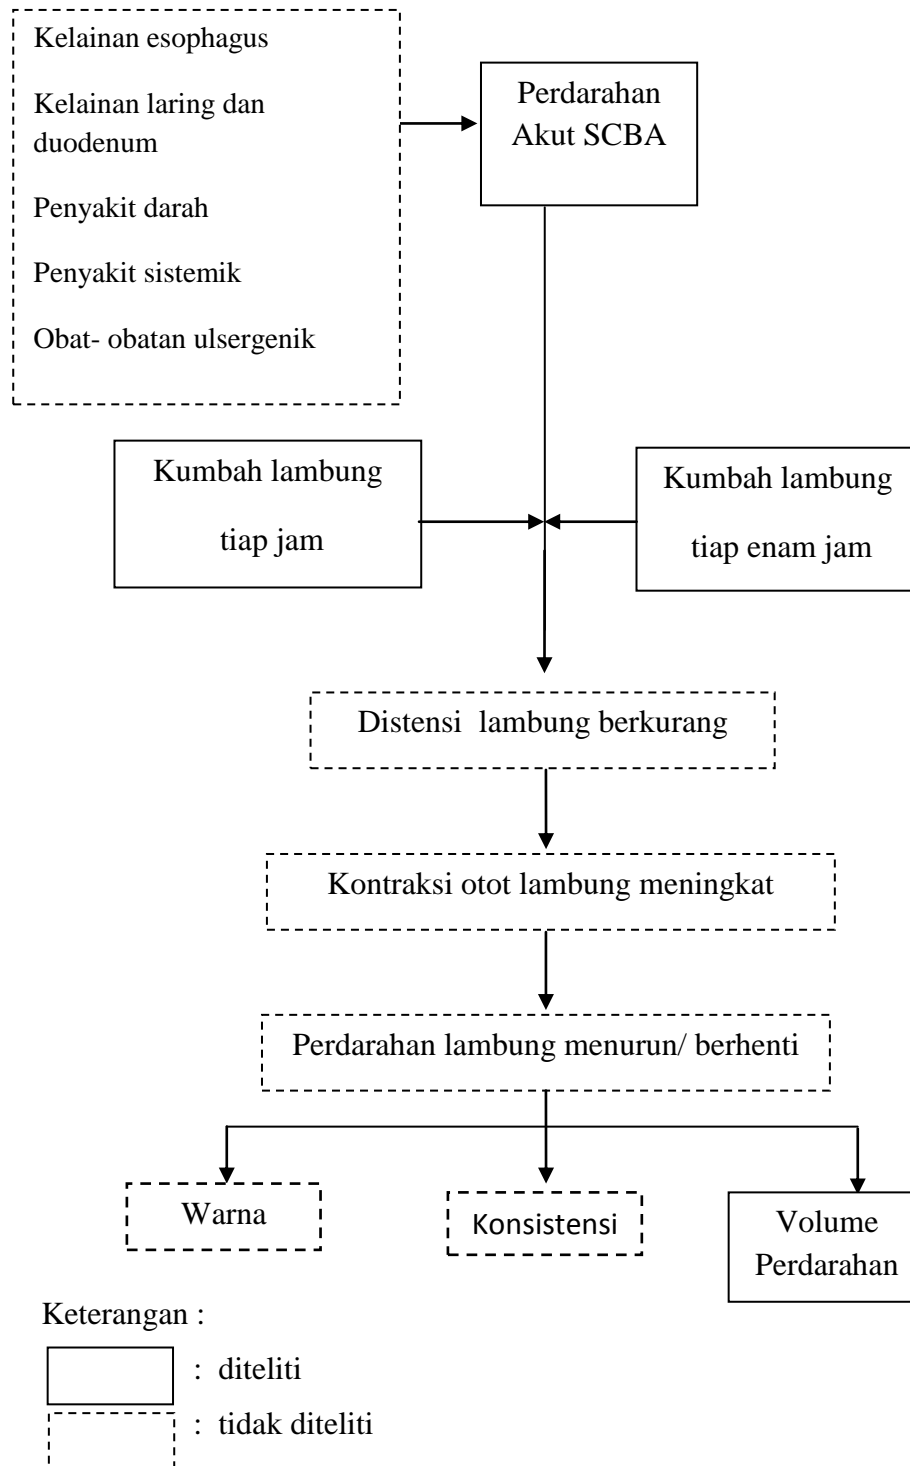 Kelainan esophagus
Kelainan laring dan
duodenum
Penyakit darah
Penyakit sistemik
Obat- obatan ulsergenik
Perdarahan
Akut SCBA
Kumbah lambung
tiap jam
Kumbah lambung
tiap enam jam
Distensi  lambung berkurang
Kontraksi otot lambung meningkat
Perdarahan lambung menurun/ berhenti
Warna
Konsistensi
Volume
Perdarahan
Keterangan :
:  diteliti
:  tidak diteliti